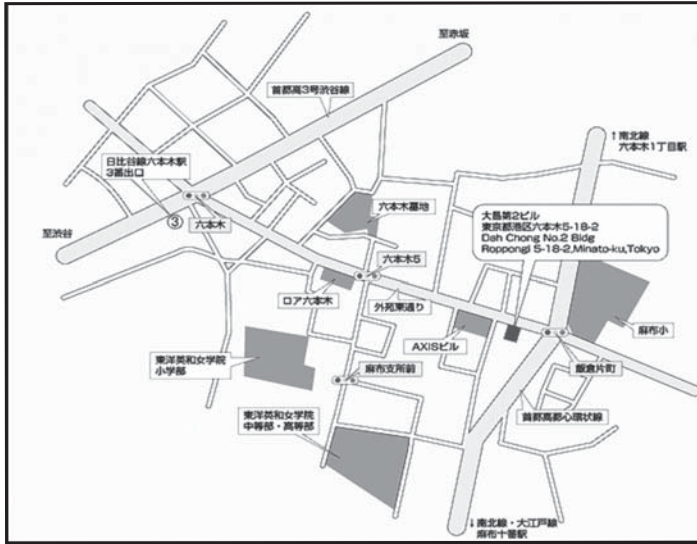 至赤坂
首都高3号渋谷線
↑南北線
六本木1丁目駅
日比谷線六本木駅
3番出口
③
六本木
六本木墓地
大昌第2ビル
東京都港区六本木5-18-2
Dah Chong No.2 Bldg
Roppongi 5-18-2,Minato-ku,Tokyo
至渋谷
六本木5
ロア六本木
外苑東通り
麻布小
AXISビル
東洋英和女学院
小学部
麻布支所前
飯倉片町
東洋英和女学院
中等部・高等部
首都高都心環状線
↓南北線・大江戸線
麻布十番駅